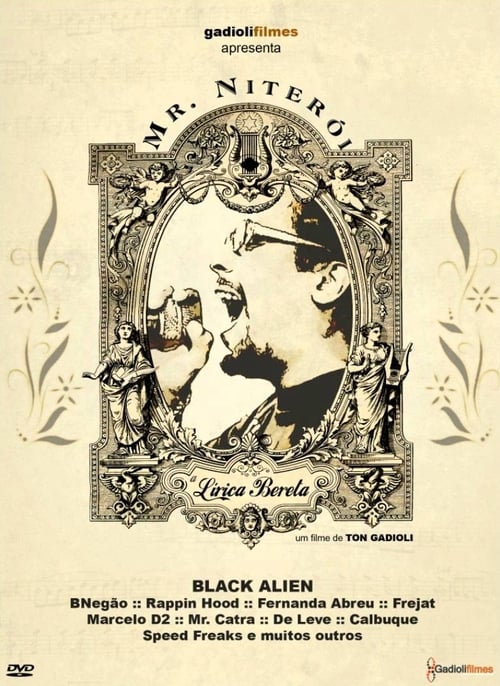 gadiolifilmes
apresenta
MR. NITERÓI
a Lírica Bereta
um filme de TON GADIOLI
BLACK ALIEN
BNegão :: Rappin Hood :: Fernanda Abreu :: Frejat
Marcelo D2 :: Mr. Catra :: De Leve :: Calbuque
Speed Freaks e muitos outros
DVD
Gadiolifilmes